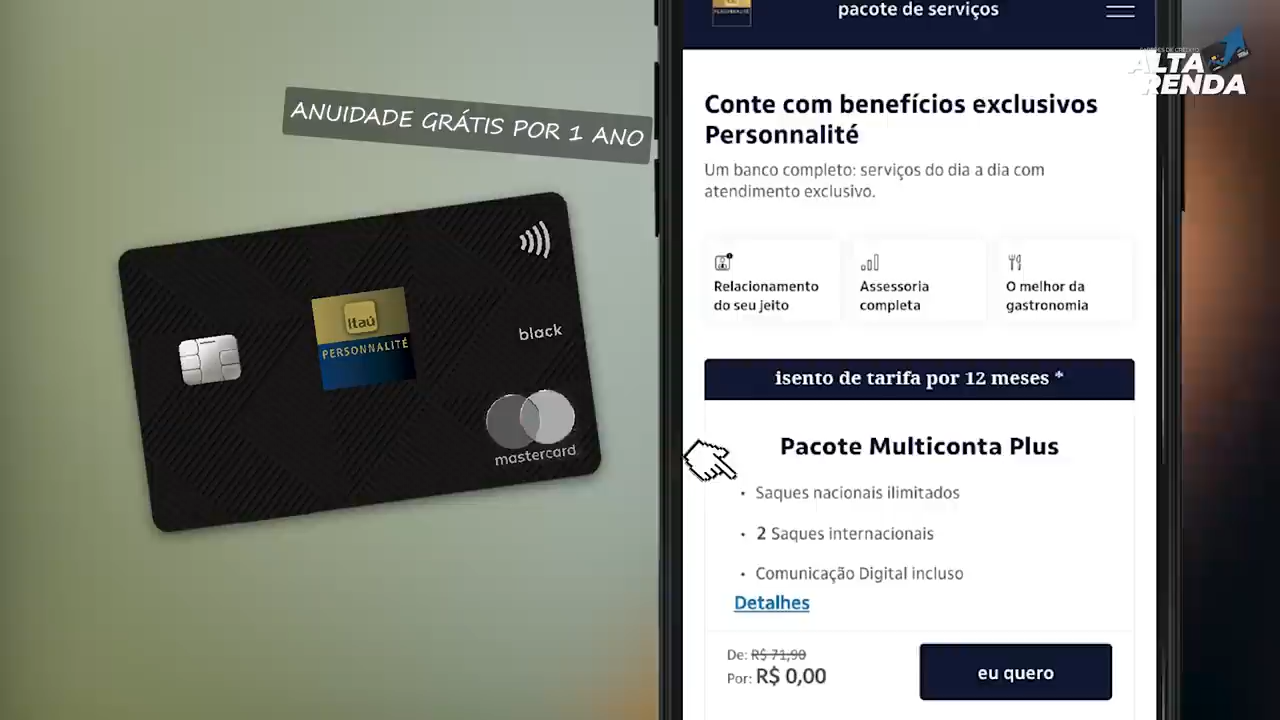 ANUIDADE GRÁTIS POR 1 ANO
Itaú
PERSONNALITÉ
black
mastercard
pacote de serviços
CARTÕES DE CRÉDITO
ALTA
RENDA
Conte com benefícios exclusivos
Personnalité
Um banco completo: serviços do dia a dia com
atendimento exclusivo.
Relacionamento
do seu jeito
Assessoria
completa
O melhor da
gastronomia
isento de tarifa por 12 meses *
Pacote Multiconta Plus
• Saques nacionais ilimitados
• 2 Saques internacionais
• Comunicação Digital incluso
Detalhes
De: R$ 71,90
Por: R$ 0,00
eu quero